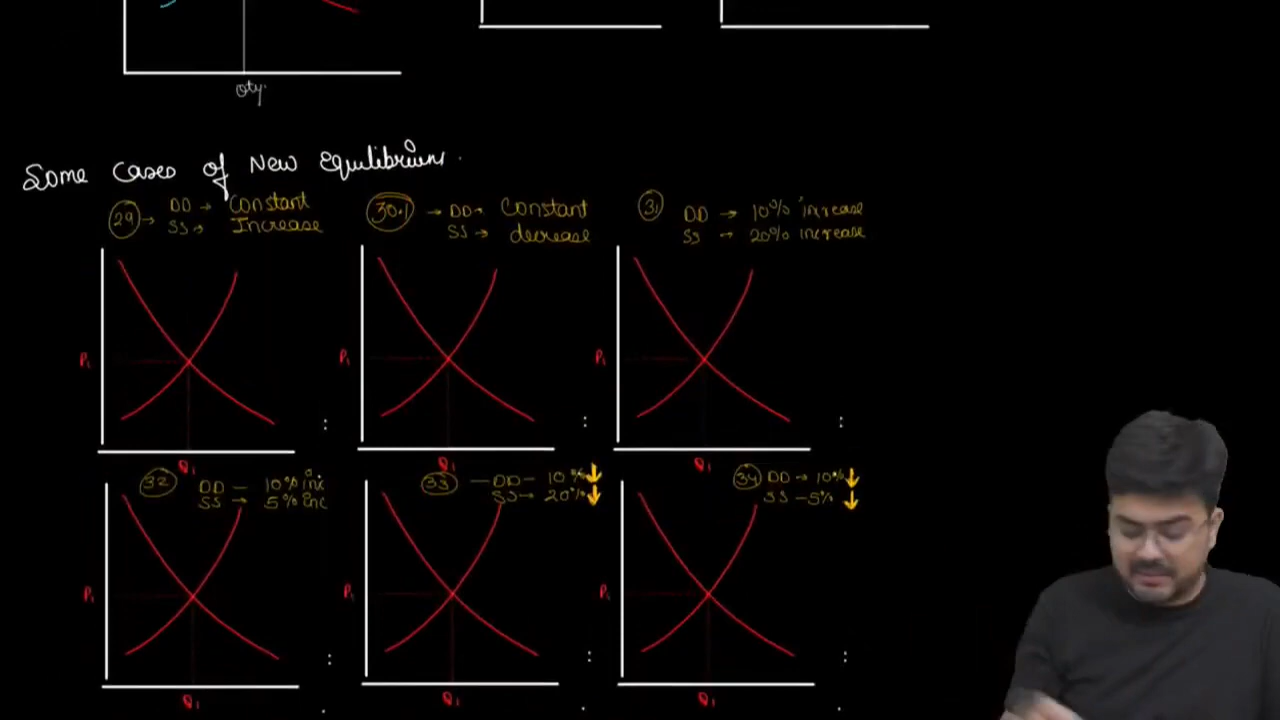 Qty.
Some Cases of New Equilibrium.
29 → DD → Constant
SS → Increase
30.1 → DD → Constant
SS → decrease
31 DD → 10% increase
SS → 20% increase
P1
P1
P1
Q1
Q1
Q1
32 DD — 10% inc
SS → 5% inc
33 — DD — 10% ↓
SS → 20% ↓
34 DD → 10% ↓
SS — 5% ↓
P1
P1
P1
Q1
Q1
Q1